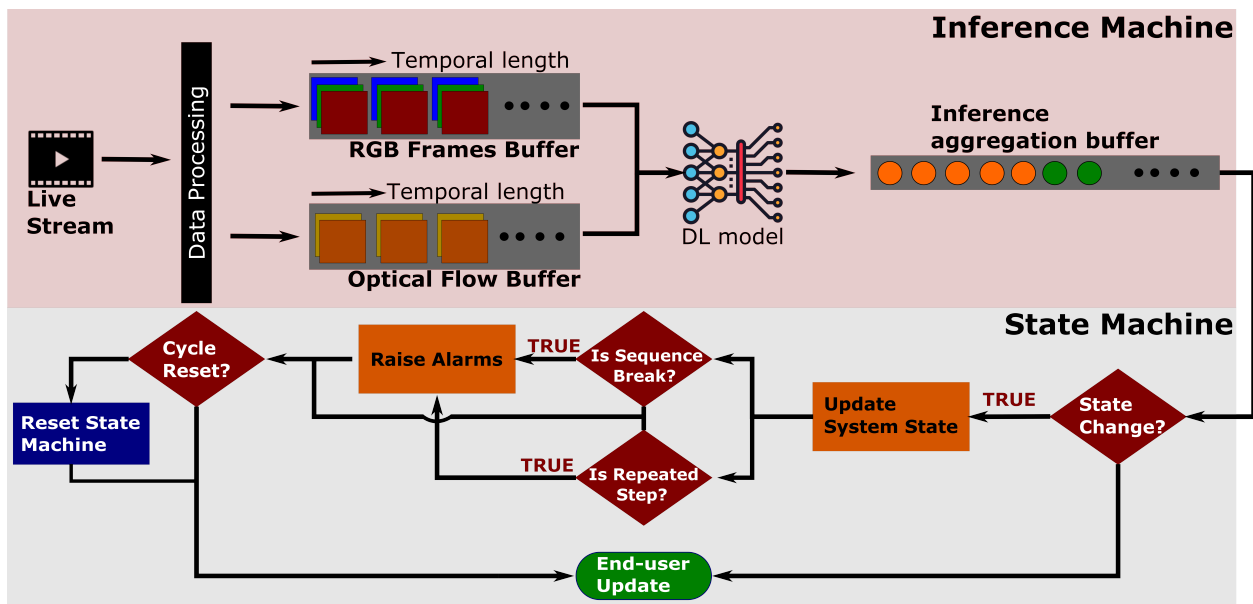 Inference Machine
Temporal length
RGB Frames Buffer
Live
Stream
Data Processing
Temporal length
Optical Flow Buffer
DL model
Inference
aggregation buffer
State Machine
Cycle
Reset?
Reset State
Machine
Raise Alarms
TRUE
Is Sequence
Break?
TRUE
Is Repeated
Step?
Update
System State
TRUE
State
Change?
End-user
Update